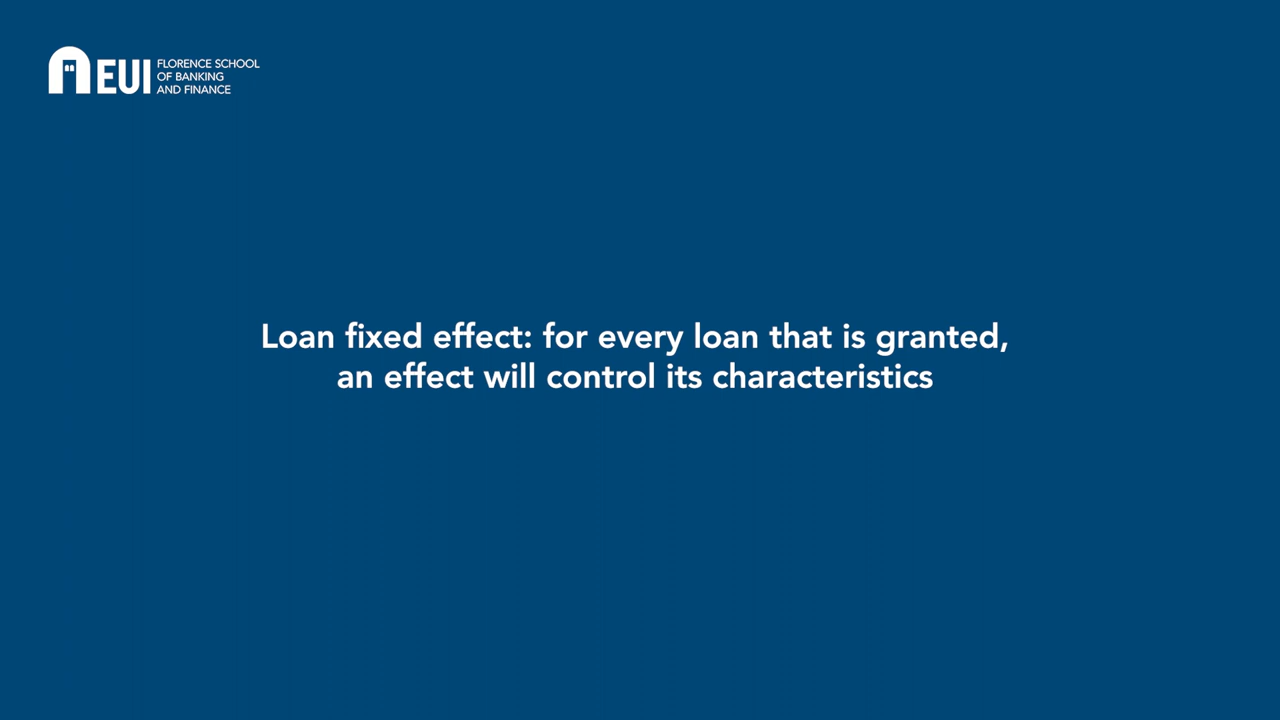 EUI
FLORENCE SCHOOL
OF BANKING
AND FINANCE
Loan fixed effect: for every loan that is granted,
an effect will control its characteristics